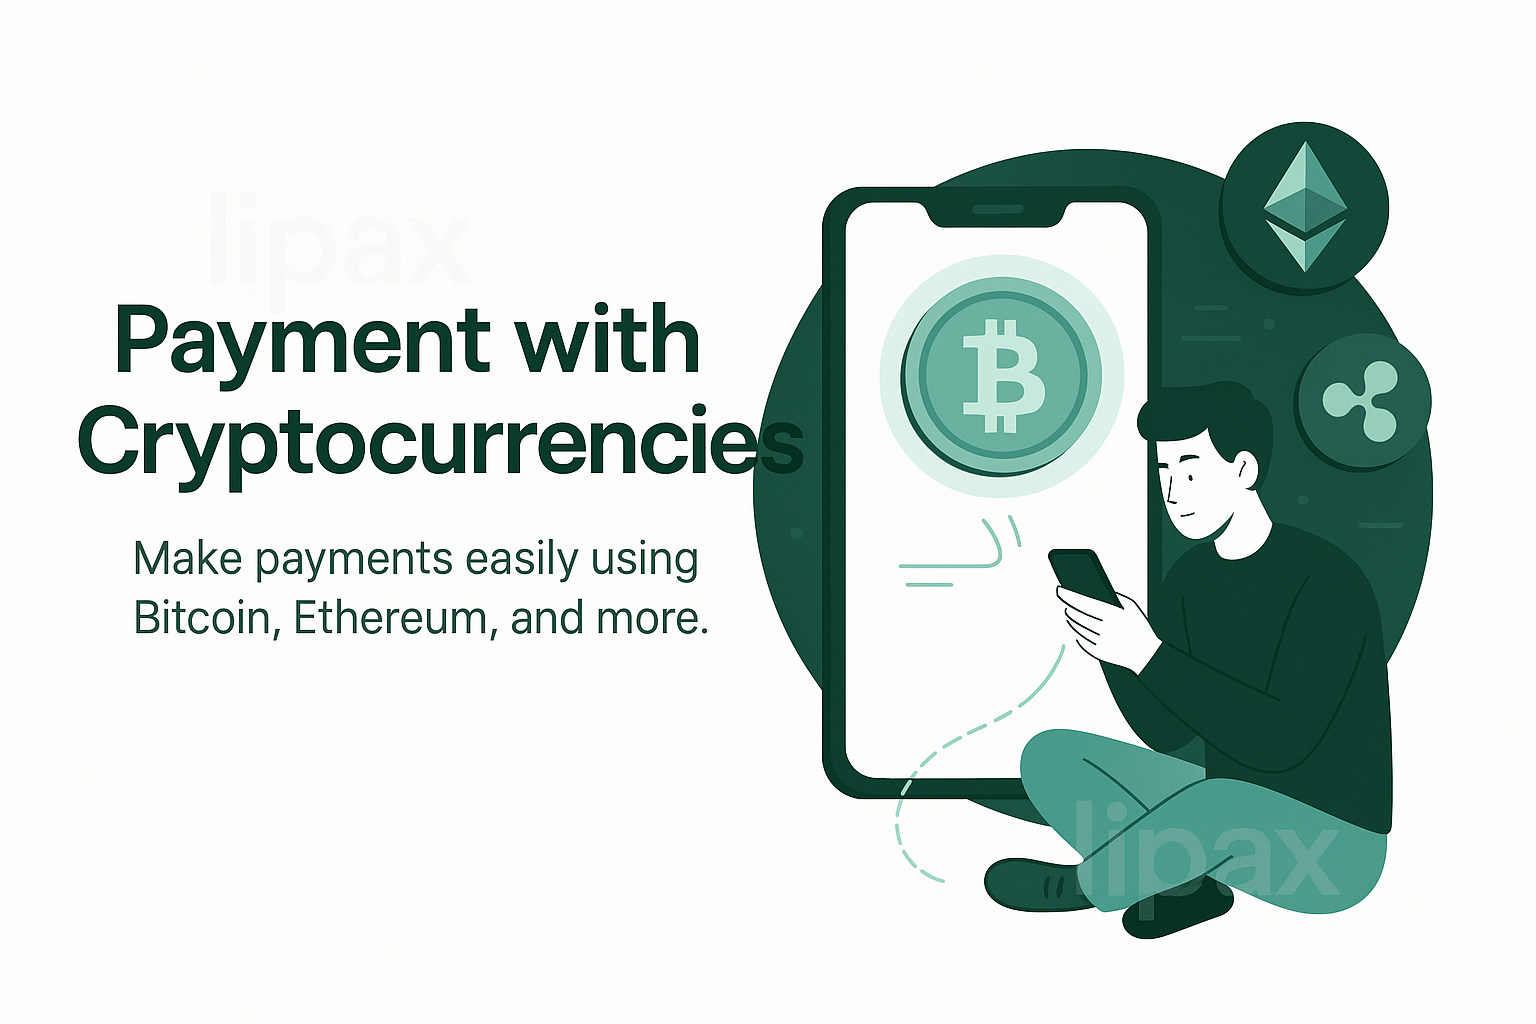 lipax
Payment with
Cryptocurrencies
Make payments easily using
Bitcoin, Ethereum, and more.
lipax